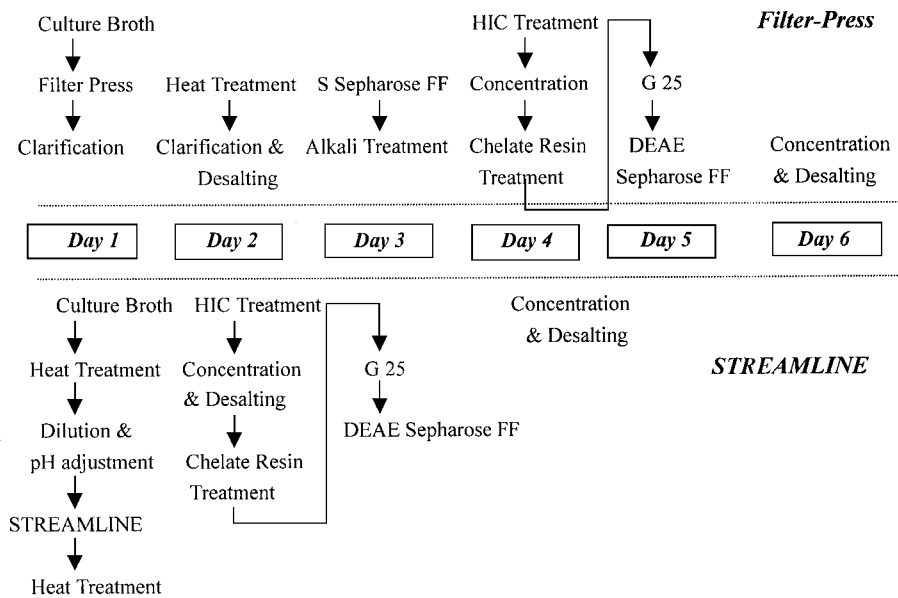 Filter-Press
Culture Broth
Filter Press
Clarification
Heat Treatment
Clarification &
Desalting
S Sepharose FF
Alkali Treatment
HIC Treatment
Concentration
Chelate Resin
Treatment
G 25
DEAE
Sepharose FF
Concentration
& Desalting
Day 1
Day 2
Day 3
Day 4
Day 5
Day 6
STREAMLINE
Culture Broth
Heat Treatment
Dilution &
pH adjustment
STREAMLINE
Heat Treatment
HIC Treatment
Concentration
& Desalting
Chelate Resin
Treatment
G 25
DEAE Sepharose FF
Concentration
& Desalting